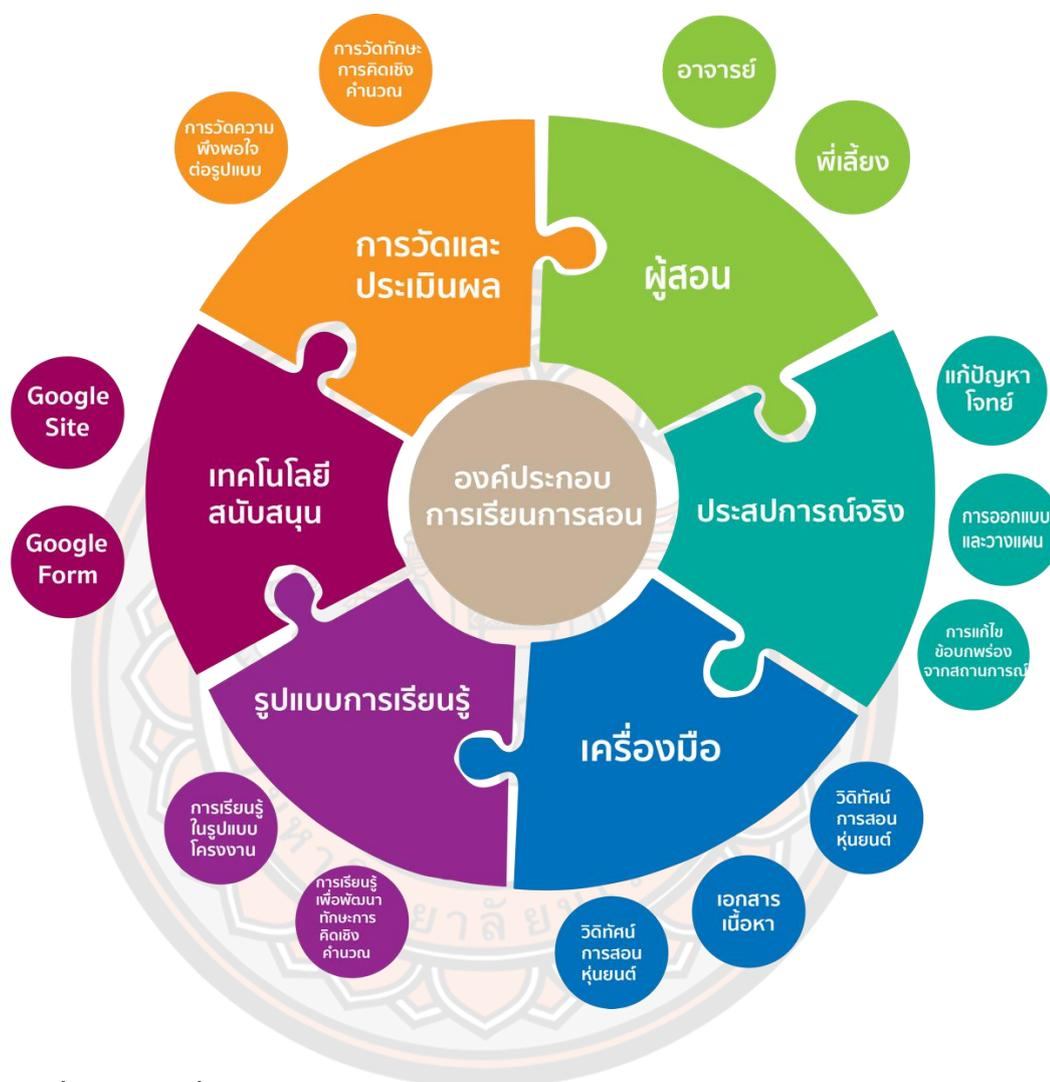 การวัดทักษะ
การคิดเชิง
คำนวณ
การวัดความ
พึงพอใจ
ต่อรูปแบบ
อาจารย์
พี่เลี้ยง
การวัดและ
ประเมินผล
ผู้สอน
Google
Site
Google
Form
เทคโนโลยี
สนับสนุน
องค์ประกอบ
การเรียนการสอน
ประสปการณ์จริง
แก้ปัญหา
โจทย์
การออกแบบ
และวางแผน
การแก้ไข
ข้อบกพร่อง
จากสถานการณ์
รูปแบบการเรียนรู้
เครื่องมือ
การเรียนรู้
ในรูปแบบ
โครงงาน
การเรียนรู้
เพื่อพัฒนา
ทักษะการ
คิดเชิง
คำนวณ
วิดิทัศน์
การสอน
หุ่นยนต์
เอกสาร
เนื้อหา
วิดิทัศน์
การสอน
หุ่นยนต์